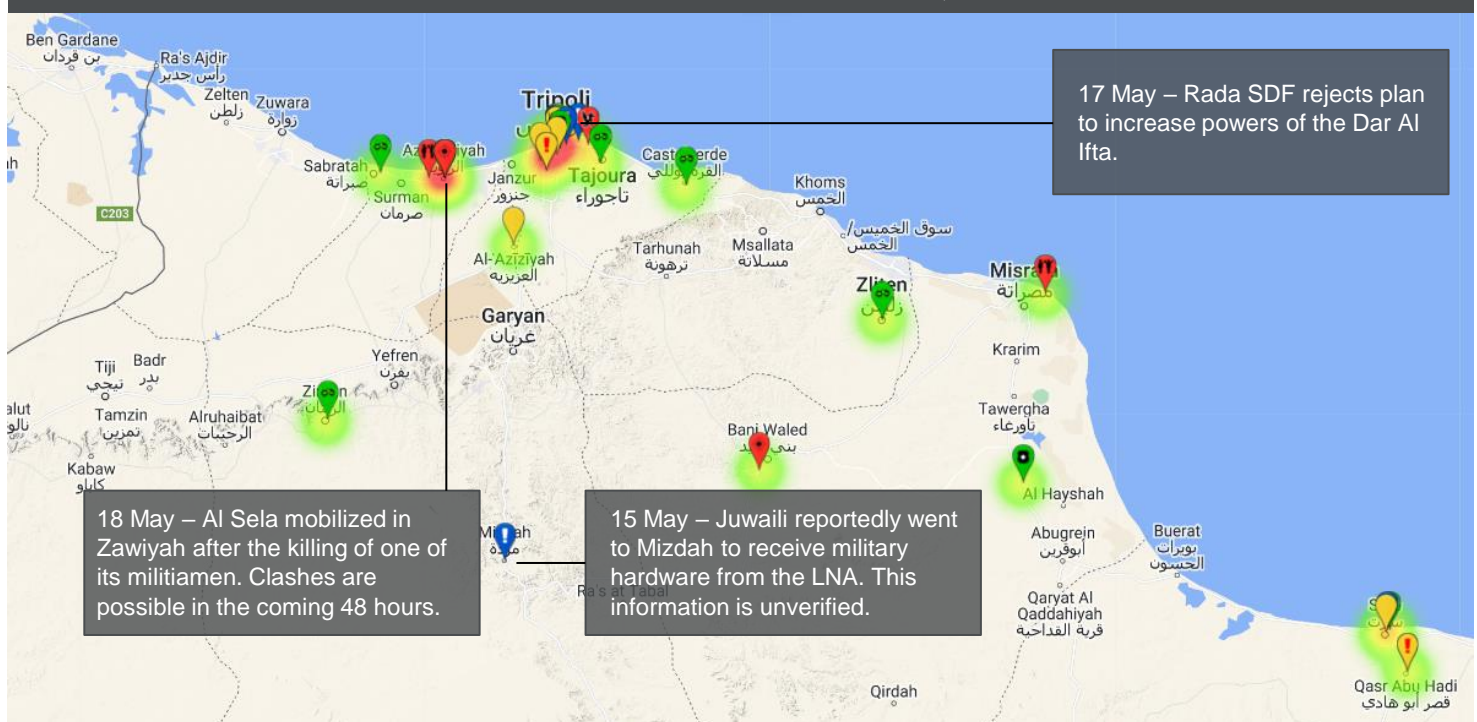 Ben Gardane
بن قردان
Ra's Ajdir
رأس جدير
Zelten
زلطن
Zuwara
زوارة
Tripoli
17 May – Rada SDF rejects plan
to increase powers of the Dar Al
Ifta.
Sabratah
صبراتة
Surman
صرمان
Janzur
جنزور
Tajoura
تاجوراء
Khoms
الخمس
C203
سوق الخميس/
الخمس
Al-'Azīzīyah
العزيزيه
Tarhunah
ترهونة
Msallata
مسلاتة
Zliten
Misrata
مصراتة
Garyan
غريان
Krarim
Yefren
يفرن
Tiji
تيجي
Badr
بدر
Tamzin
تمزين
Alruhaibat
الرحيبات
Tawergha
تاورغاء
Bani Waled
Kabaw
كاباو
Al Hayshah
18 May – Al Sela mobilized in
Zawiyah after the killing of one of
its militiamen. Clashes are
possible in the coming 48 hours.
15 May – Juwaili reportedly went
to Mizdah to receive military
hardware from the LNA. This
information is unverified.
Abugrein
أبوقرين
Buerat
بويرات
الحسون
Ra's at Tabal
Qaryat Al
Qaddahiyah
قرية القداحية
Qirdah
Qasr Abu Hadi
قصر أبو هادي